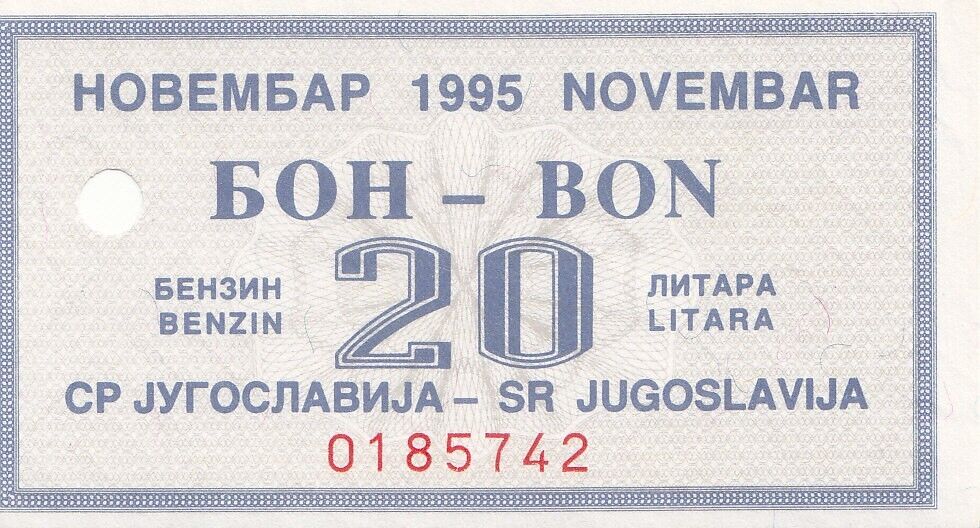 НОВЕМБАР 1995 NOVEMBAR
БОН – BON
БЕНЗИН
BENZIN
20
ЛИТАРА
LITARA
СР ЈУГОСЛАВИЈА – SR JUGOSLAVIJA
0185742